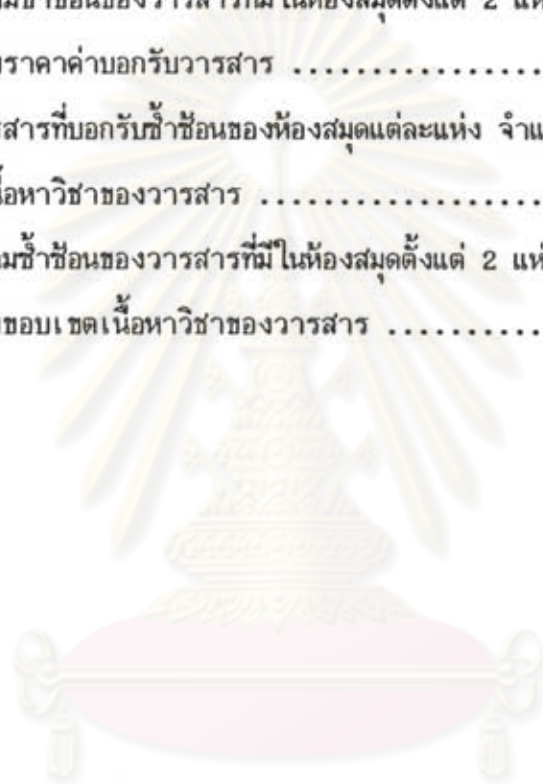 มซ้ำซ้อนของวารสารที่มีในห้องสมุดตั้งแต่ 2 แห
ราคาค่าบอกรับวารสาร ..................
สารที่บอกรับซ้ำซ้อนของห้องสมุดแต่ละแห่ง จำแ
นื้อหาวิชาของวารสาร ....................
มซ้ำซ้อนของวารสารที่มีในห้องสมุดตั้งแต่ 2 แห
ขอบเขตเนื้อหาวิชาของวารสาร ...........